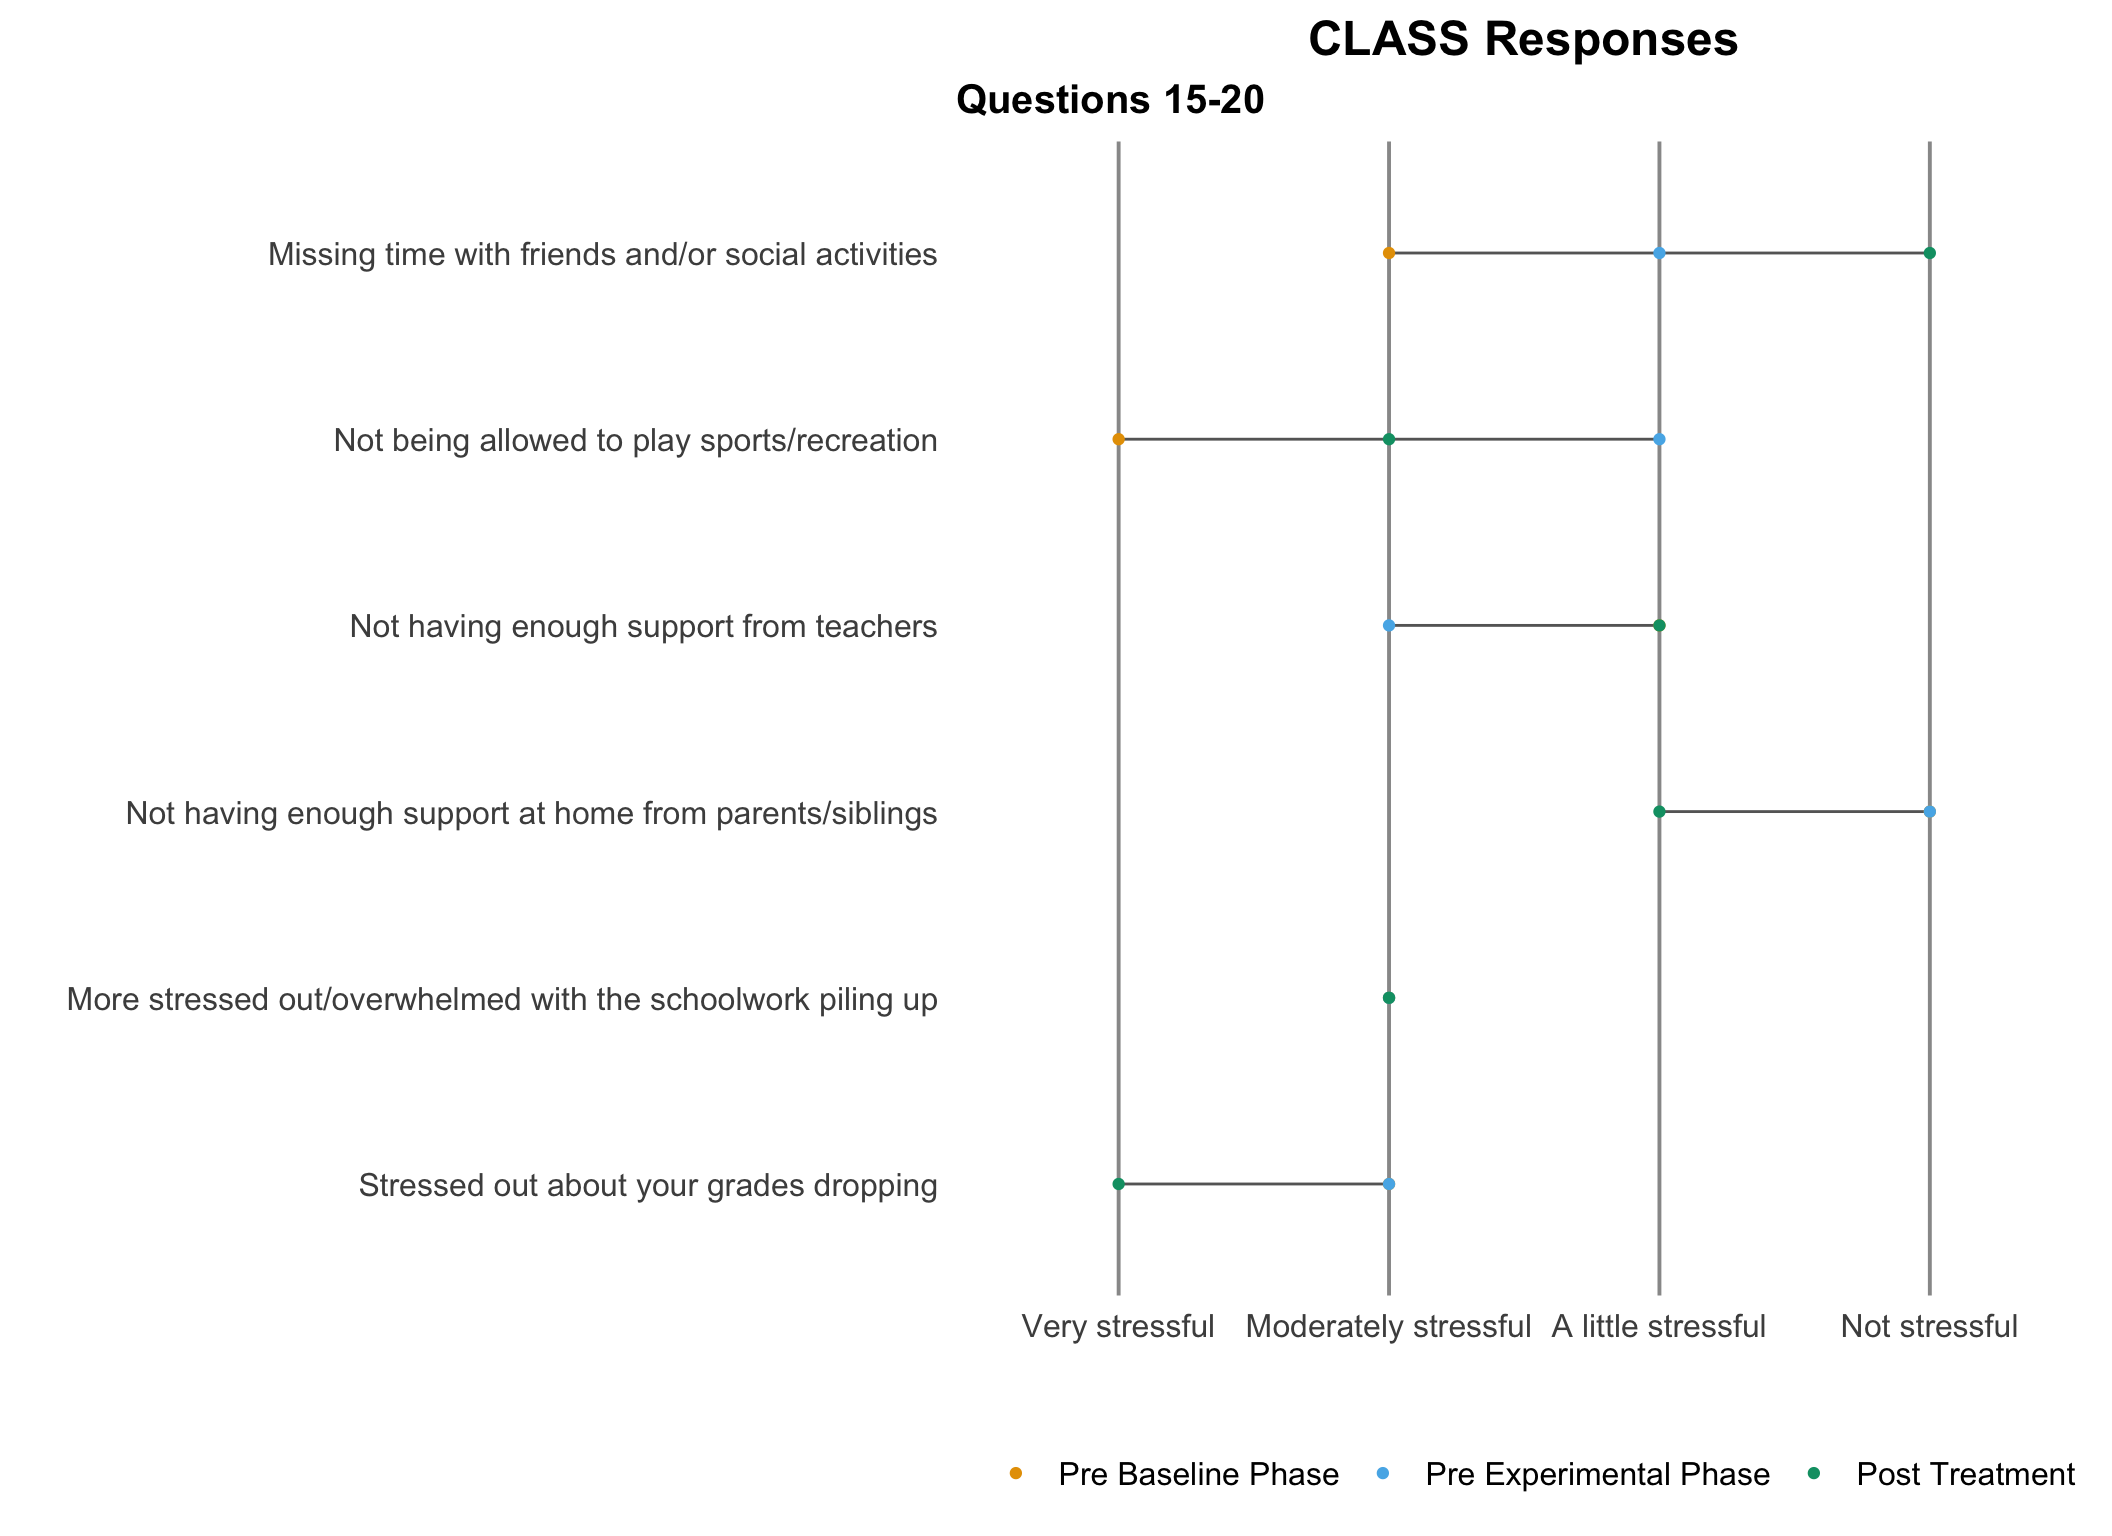 CLASS Responses
Questions 15-20
Missing time with friends and/or social activities
Not being allowed to play sports/recreation
Not having enough support from teachers
Not having enough support at home from parents/siblings
More stressed out/overwhelmed with the schoolwork piling up
Stressed out about your grades dropping
Very stressful Moderately stressful A little stressful Not stressful
Pre Baseline Phase Pre Experimental Phase Post Treatment